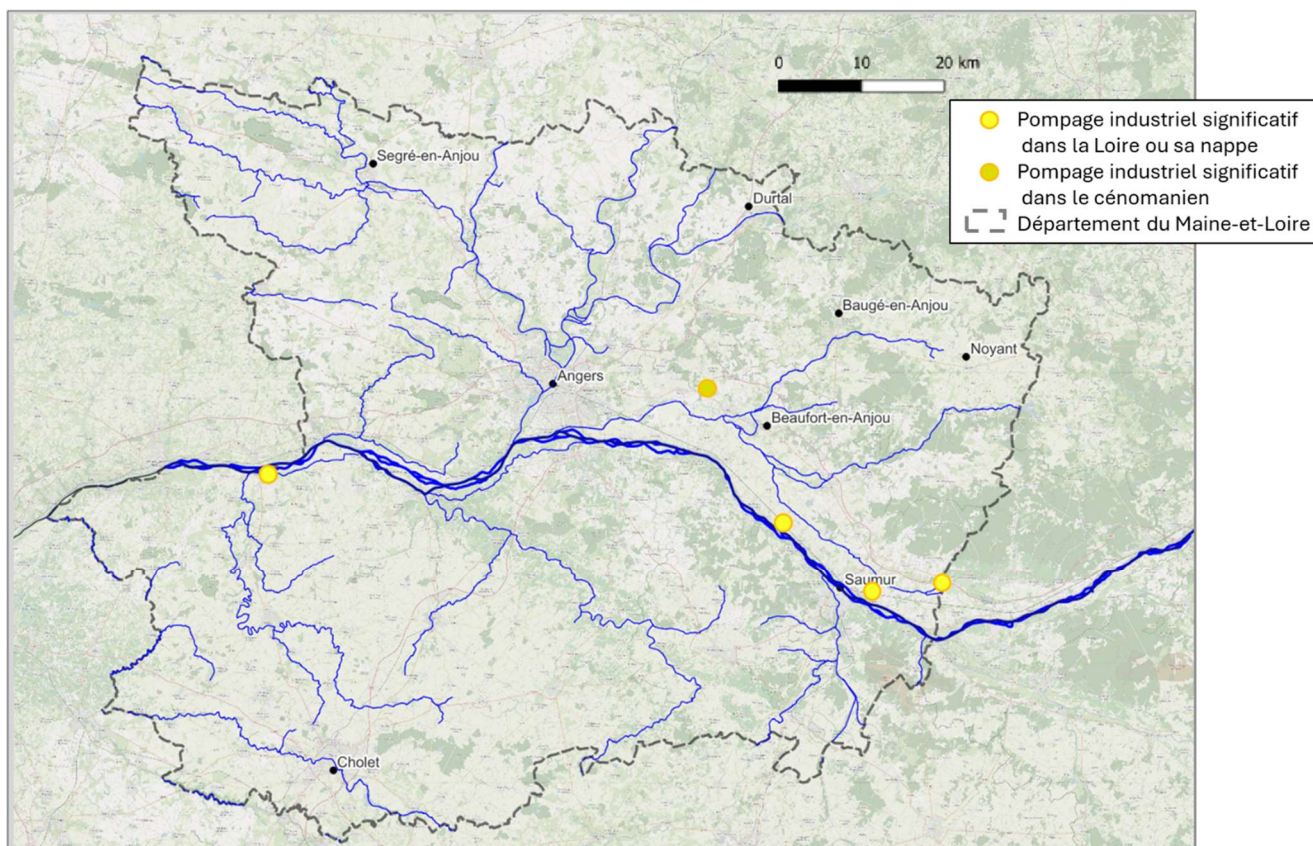 0 10 20 km
Pompage industriel significatif
dans la Loire ou sa nappe
Pompage industriel significatif
dans le cénomanien
Département du Maine-et-Loire
Segré-en-Anjou
Durtal
Baugé-en-Anjou
Noyant
Angers
Beaufort-en-Anjou
Saumur
Cholet